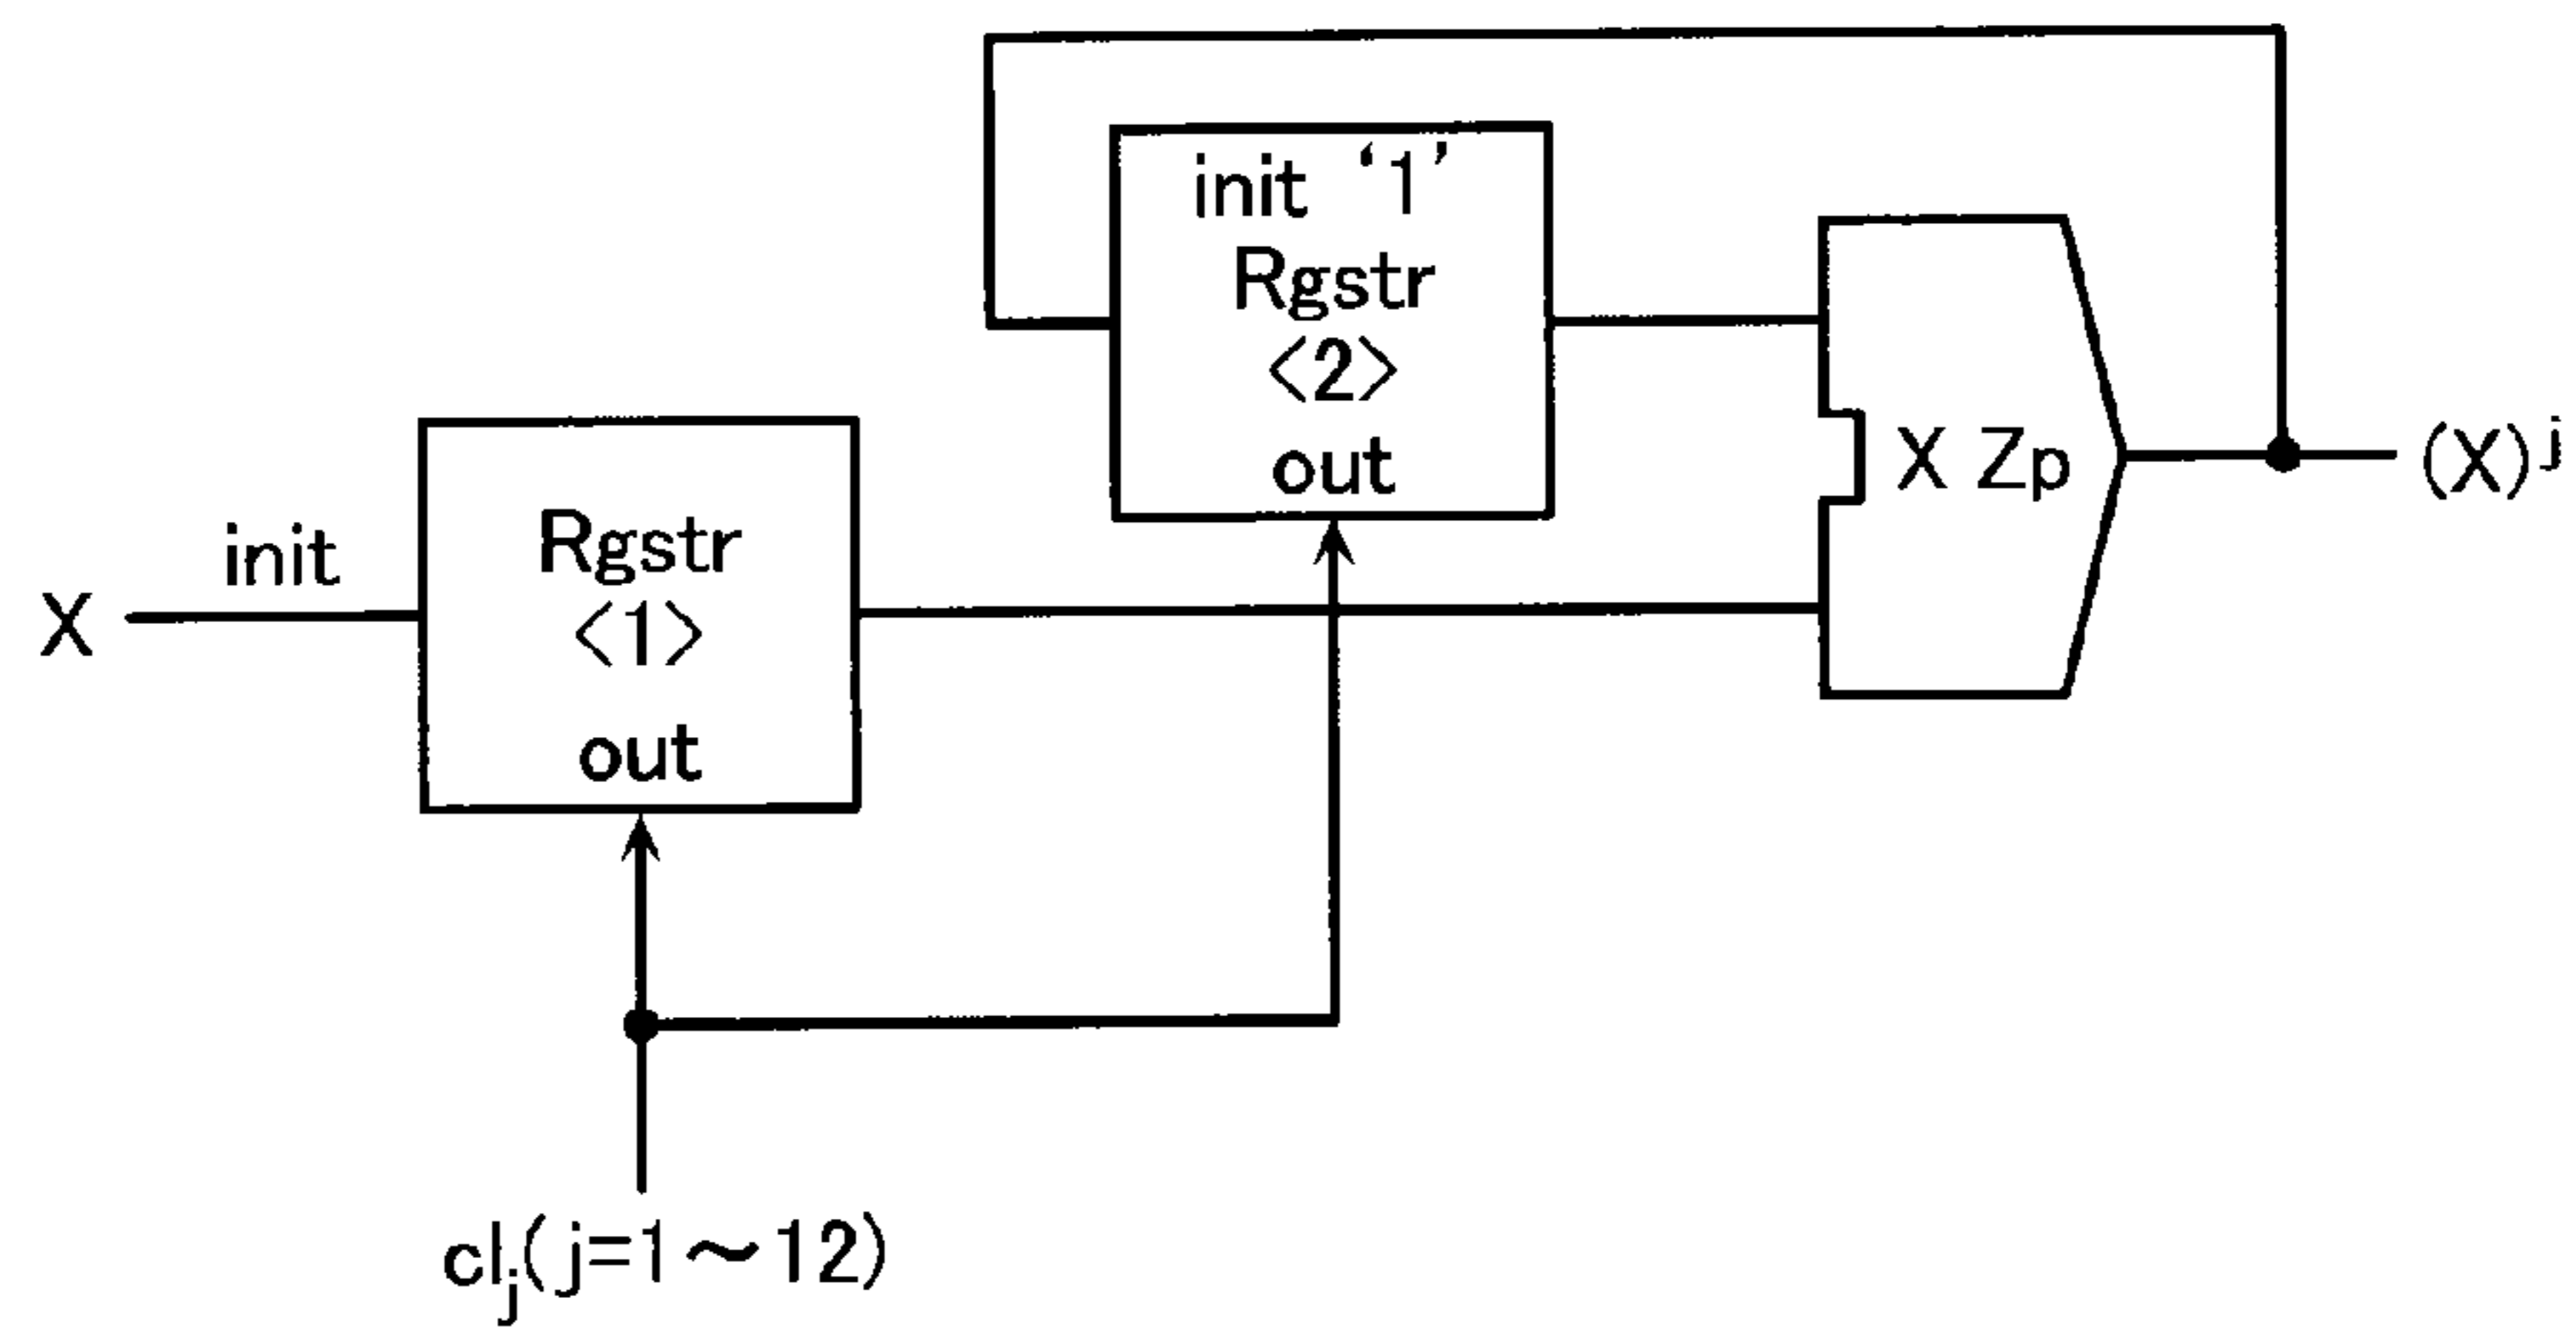 init '1'
Rgstr
<2>
out
X Zp
(X)^j
X
init
Rgstr
<1>
out
cl_j(j=1～12)